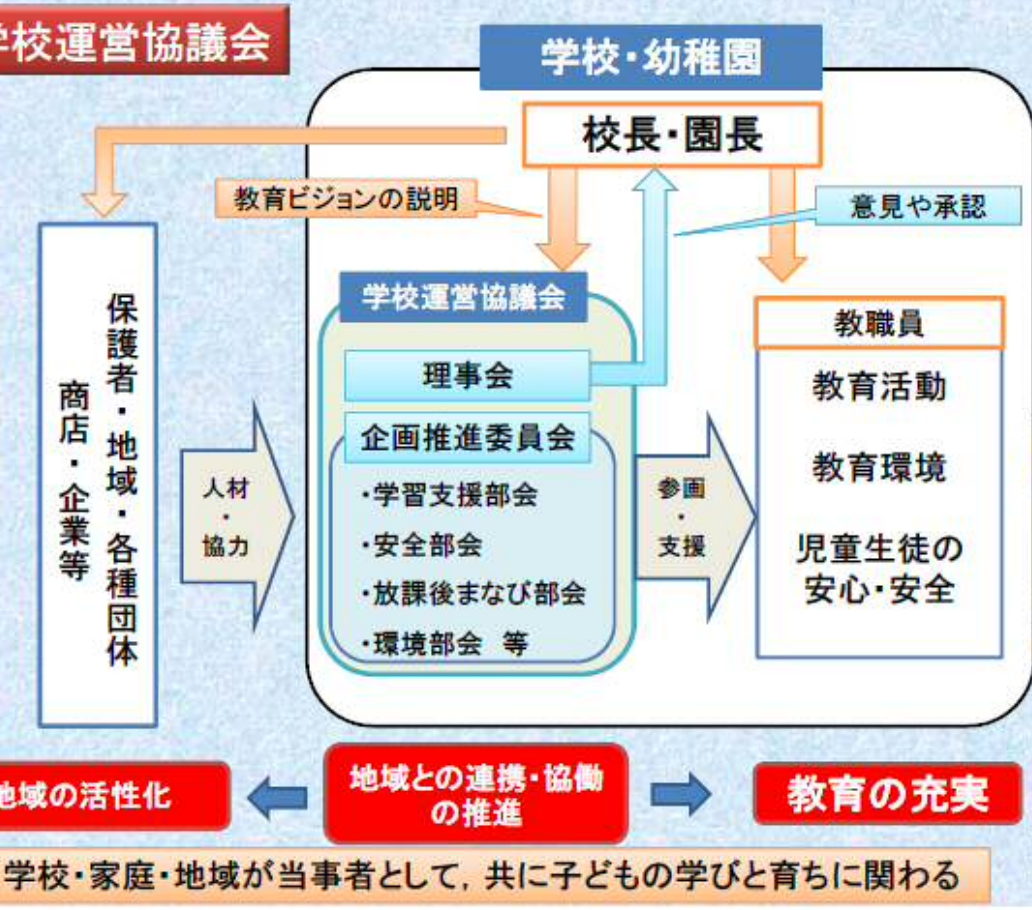 学校運営協議会
学校・幼稚園
校長・園長
教育ビジョンの説明
意見や承認
保護者・地域・各種団体
商店・企業等
人材
・
協力
学校運営協議会
理事会
企画推進委員会
・学習支援部会
・安全部会
・放課後まなび部会
・環境部会 等
参画
・
支援
教職員
教育活動
教育環境
児童生徒の
安心・安全
地域の活性化
地域との連携・協働
の推進
教育の充実
学校・家庭・地域が当事者として，共に子どもの学びと育ちに関わる